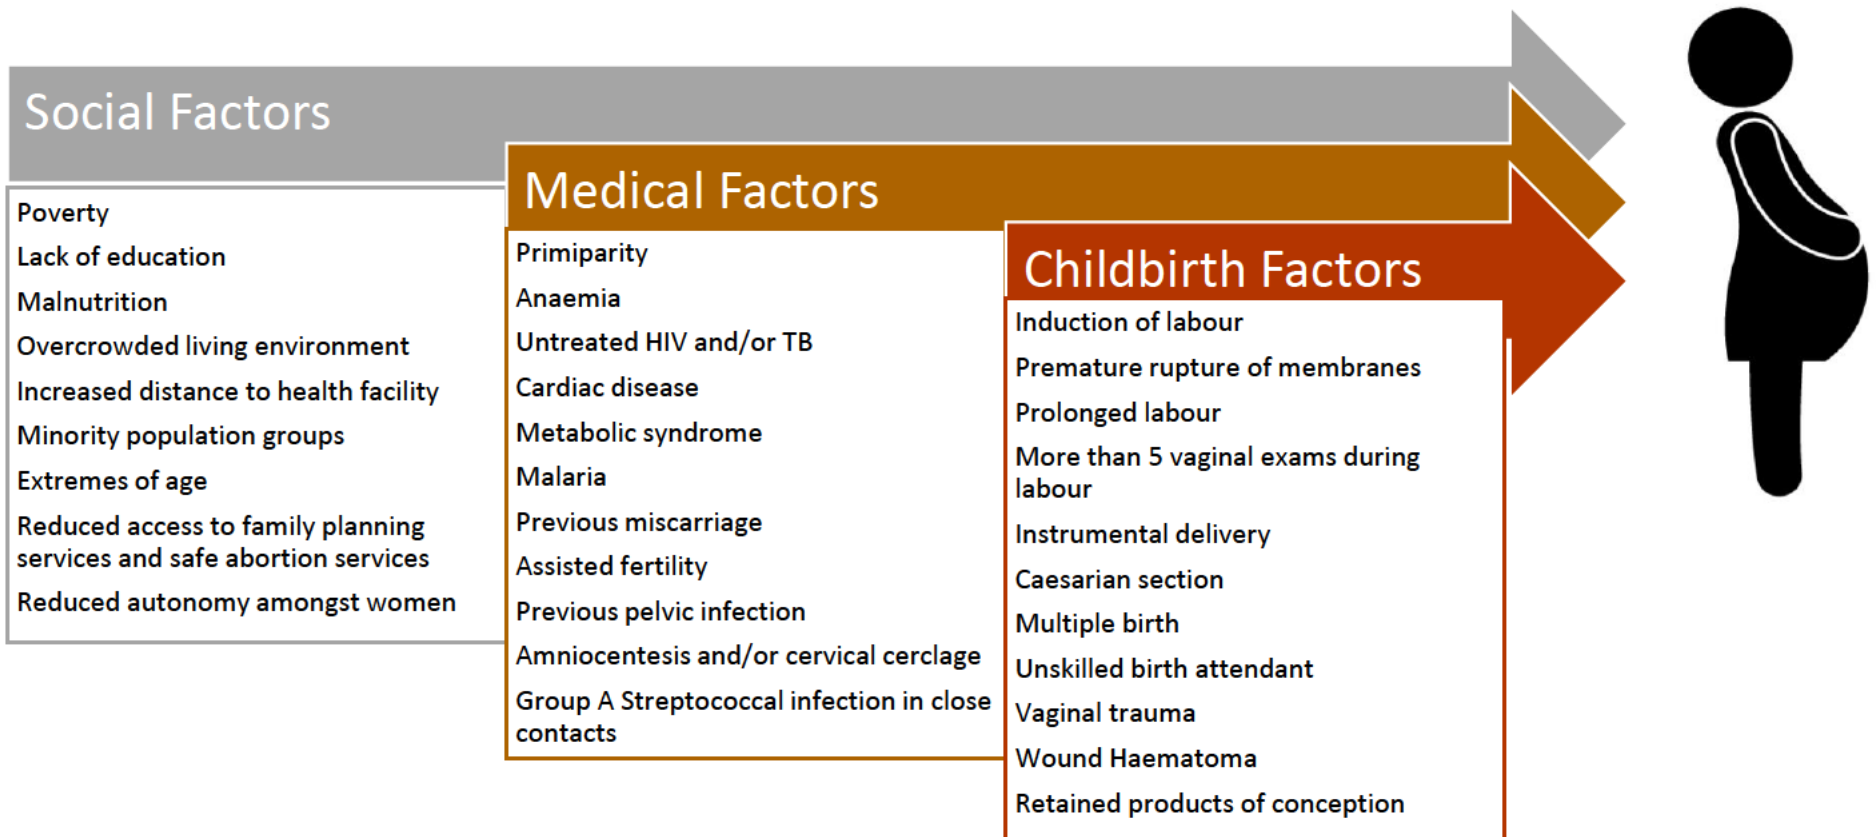 Social Factors
Poverty
Lack of education
Malnutrition
Overcrowded living environment
Increased distance to health facility
Minority population groups
Extremes of age
Reduced access to family planning
services and safe abortion services
Reduced autonomy amongst women
Medical Factors
Primiparity
Anaemia
Untreated HIV and/or TB
Cardiac disease
Metabolic syndrome
Malaria
Previous miscarriage
Assisted fertility
Previous pelvic infection
Amniocentesis and/or cervical cerclage
Group A Streptococcal infection in close
contacts
Childbirth Factors
Induction of labour
Premature rupture of membranes
Prolonged labour
More than 5 vaginal exams during
labour
Instrumental delivery
Caesarian section
Multiple birth
Unskilled birth attendant
Vaginal trauma
Wound Haematoma
Retained products of conception